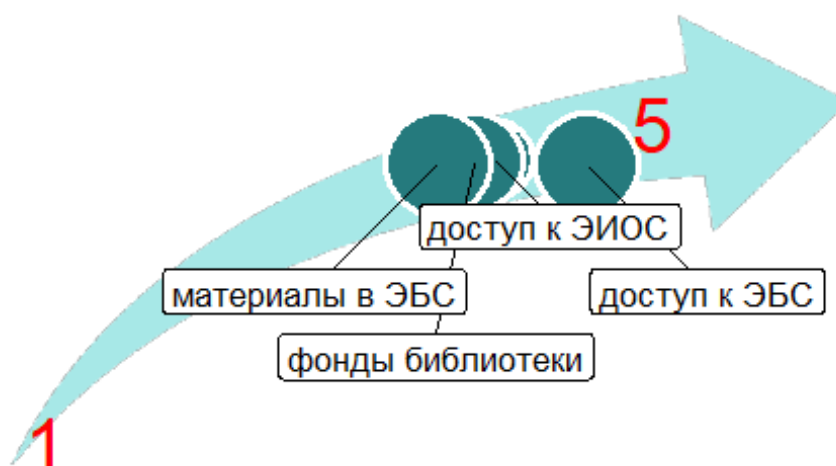 5
доступ к ЭИОС
материалы в ЭБС
доступ к ЭБС
фонды библиотеки
1